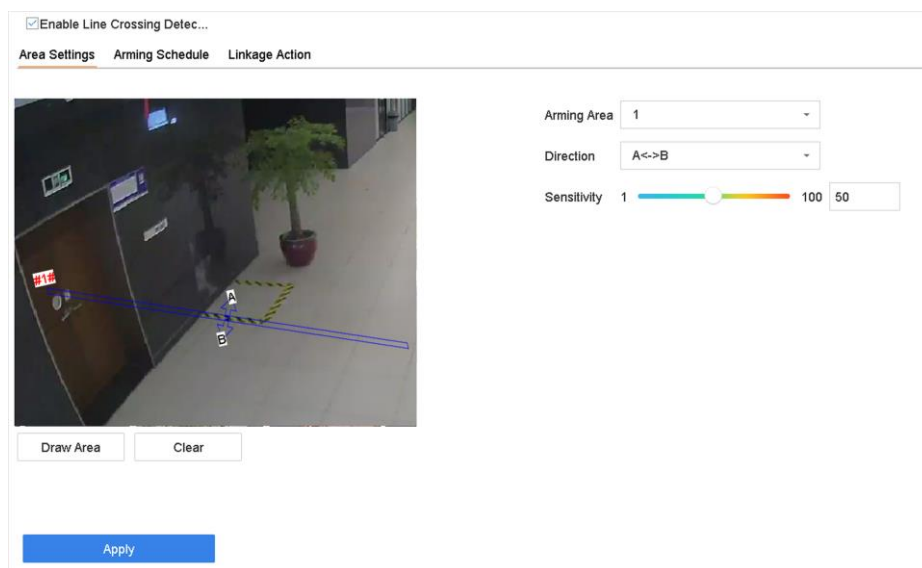 Enable Line Crossing Detec...
Area Settings Arming Schedule Linkage Action
Arming Area 1
Direction A<->B
Sensitivity 1 100 50
#1#
A
B
Draw Area Clear
Apply